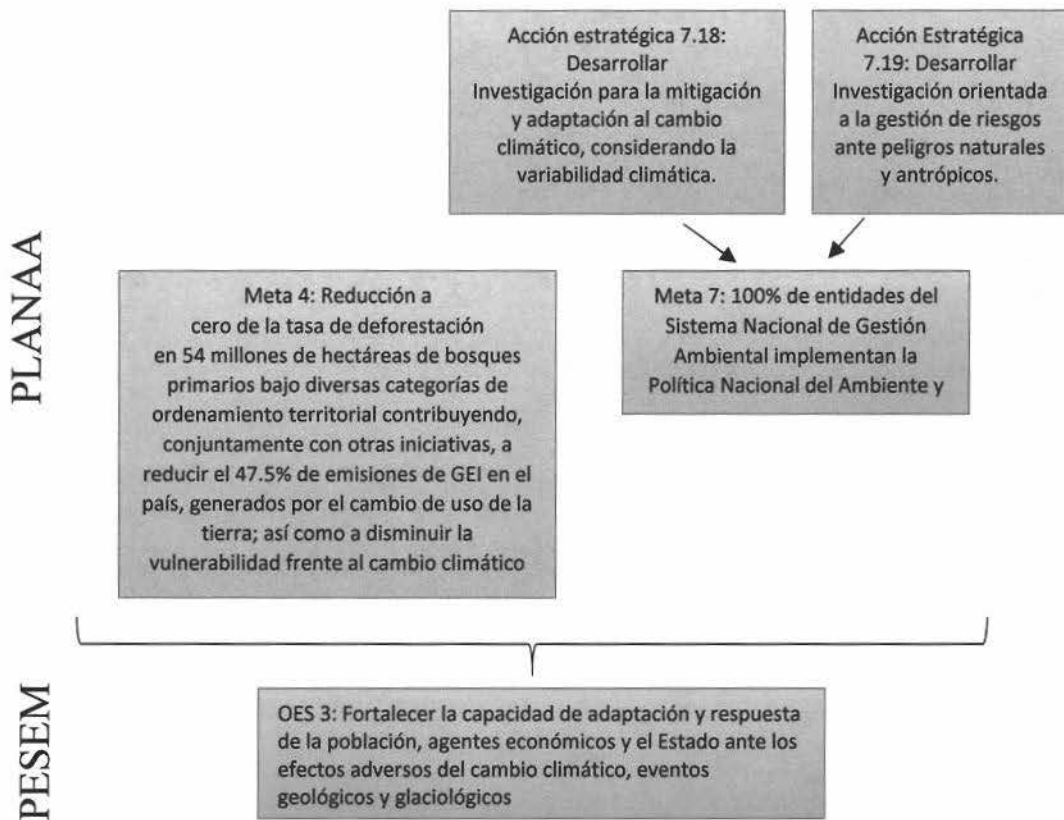 Acción estratégica 7.18:
Desarrollar
Investigación para la mitigación
y adaptación al cambio
climático, considerando la
variabilidad climática.
Acción Estratégica
7.19: Desarrollar
Investigación orientada
a la gestión de riesgos
ante peligros naturales
y antrópicos.
PLANAA
Meta 4: Reducción a
cero de la tasa de deforestación
en 54 millones de hectáreas de bosques
primarios bajo diversas categorías de
ordenamiento territorial contribuyendo,
conjuntamente con otras iniciativas, a
reducir el 47.5% de emisiones de GEI en el
país, generados por el cambio de uso de la
tierra; así como a disminuir la
vulnerabilidad frente al cambio climático
Meta 7: 100% de entidades del
Sistema Nacional de Gestión
Ambiental implementan la
Política Nacional del Ambiente y
PESEM
OES 3: Fortalecer la capacidad de adaptación y respuesta
de la población, agentes económicos y el Estado ante los
efectos adversos del cambio climático, eventos
geológicos y glaciológicos